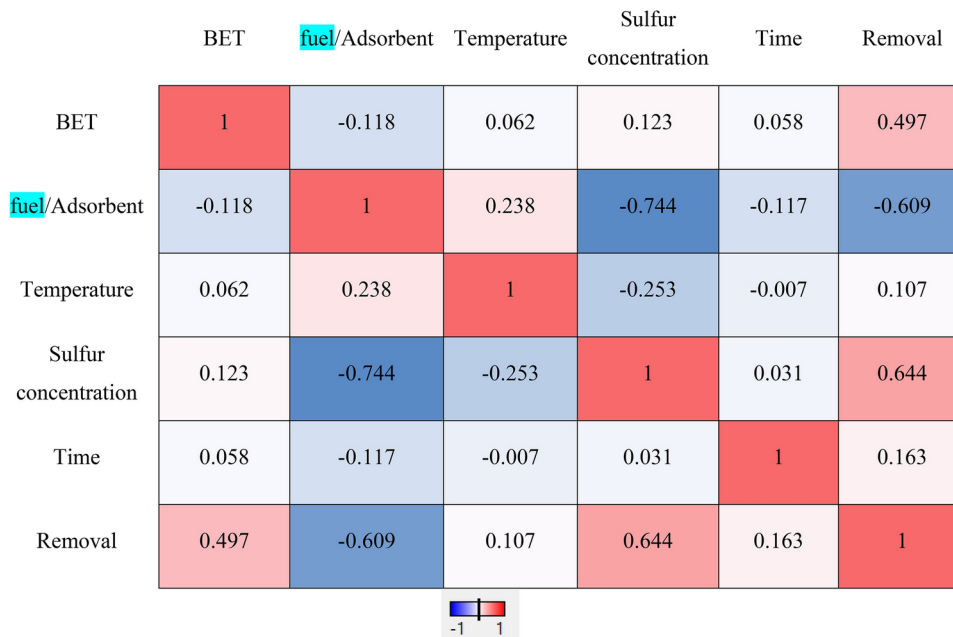 BET fuel/Adsorbent Temperature Sulfur concentration Time Removal
BET 1 -0.118 0.062 0.123 0.058 0.497
fuel/Adsorbent -0.118 1 0.238 -0.744 -0.117 -0.609
Temperature 0.062 0.238 1 -0.253 -0.007 0.107
Sulfur concentration 0.123 -0.744 -0.253 1 0.031 0.644
Time 0.058 -0.117 -0.007 0.031 1 0.163
Removal 0.497 -0.609 0.107 0.644 0.163 1
-1 1